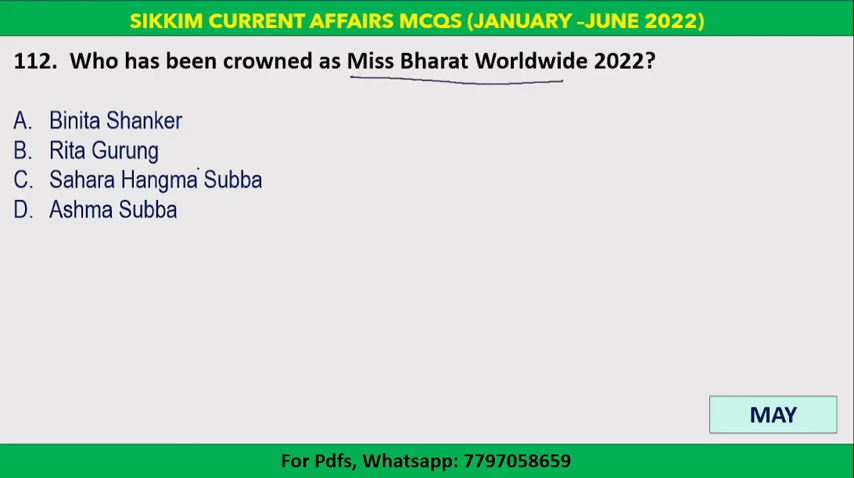 SIKKIM CURRENT AFFAIRS MCQS (JANUARY –JUNE 2022)
112. Who has been crowned as Miss Bharat Worldwide 2022?
A. Binita Shanker
B. Rita Gurung
C. Sahara Hangma Subba
D. Ashma Subba
MAY
For Pdfs, Whatsapp: 7797058659